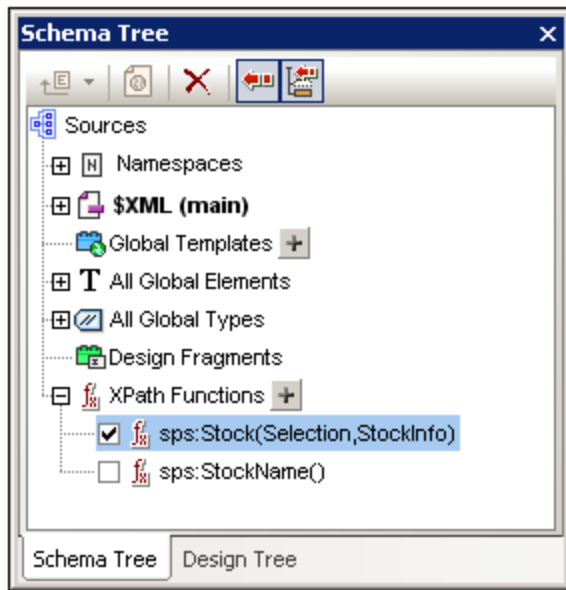 Schema Tree
Sources
Namespaces
$XML (main)
Global Templates
All Global Elements
All Global Types
Design Fragments
XPath Functions
sps:Stock(Selection,StockInfo)
sps:StockName()
Schema Tree Design Tree